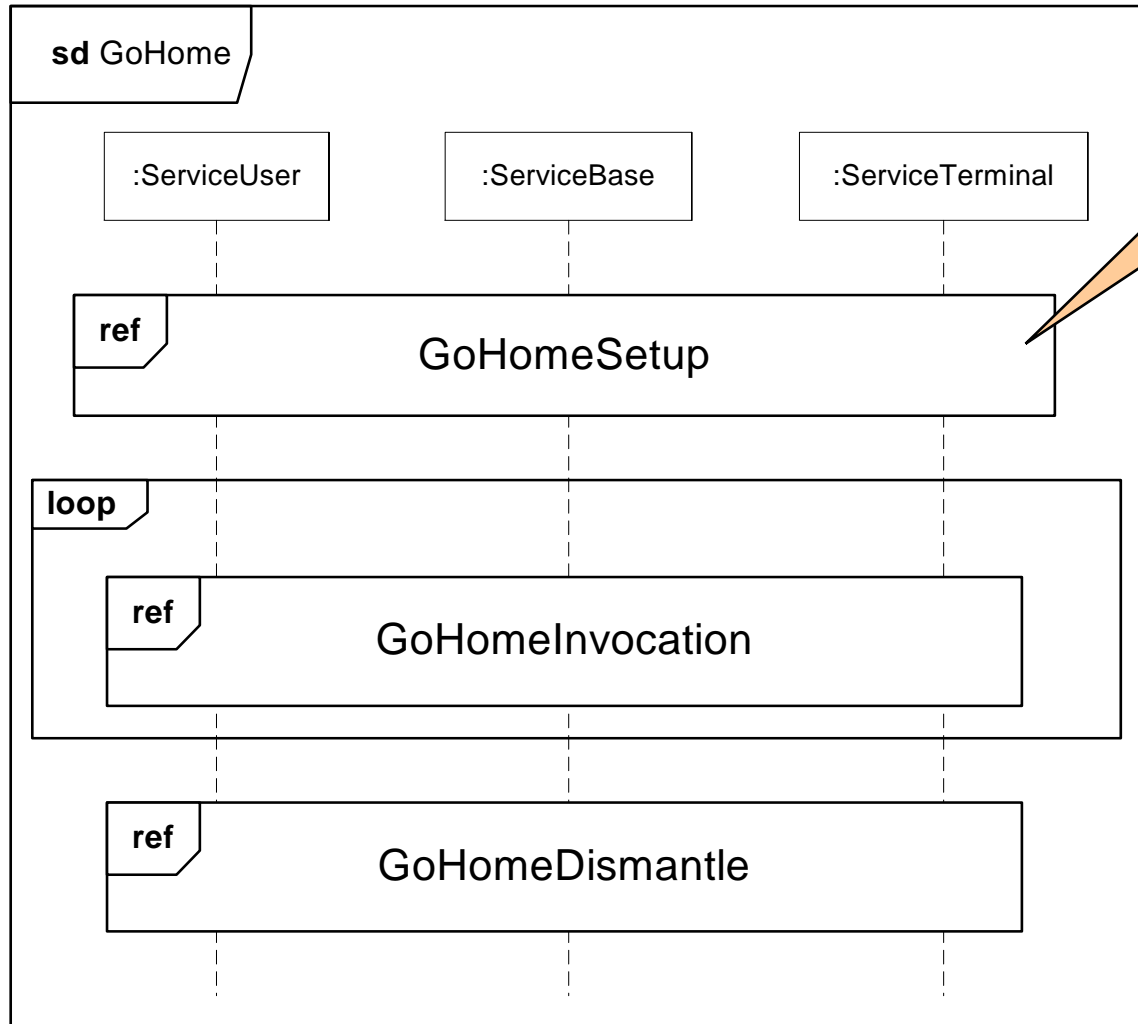 sd GoHome
:ServiceUser
:ServiceBase
:ServiceTerminal
ref
GoHomeSetup
loop
ref
GoHomeInvocation
ref
GoHomeDismantle